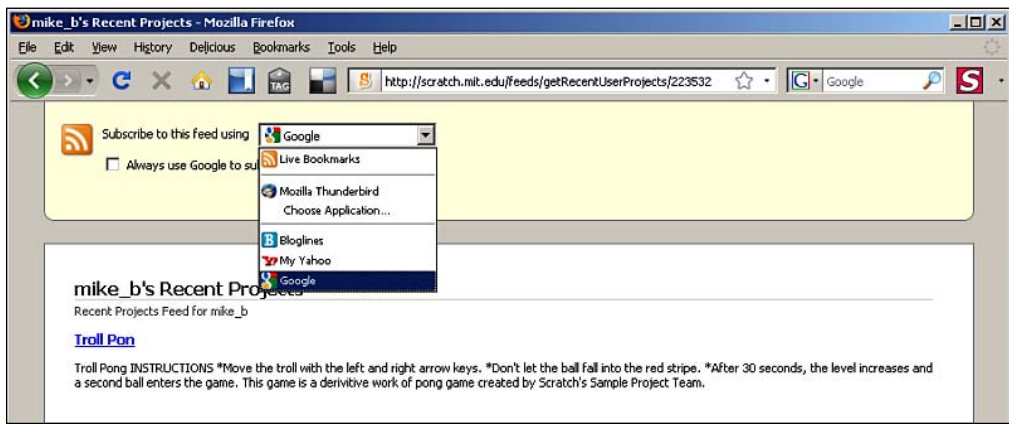 mike_b's Recent Projects - Mozilla Firefox
File Edit View History Delicious Bookmarks Tools Help
TAG http://scratch.mit.edu/feeds/getRecentUserProjects/223532 G Google S
Subscribe to this feed using Google
Always use Google to su
Live Bookmarks
Mozilla Thunderbird
Choose Application...
Bloglines
My Yahoo
Google
mike_b's Recent Projects
Recent Projects Feed for mike_b
Troll Pon
Troll Pong INSTRUCTIONS *Move the troll with the left and right arrow keys. *Don't let the ball fall into the red stripe. *After 30 seconds, the level increases and
a second ball enters the game. This game is a derivitive work of pong game created by Scratch's Sample Project Team.